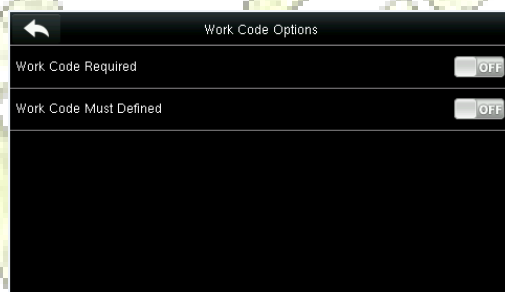 Work Code Options
Work Code Required OFF
Work Code Must Defined OFF